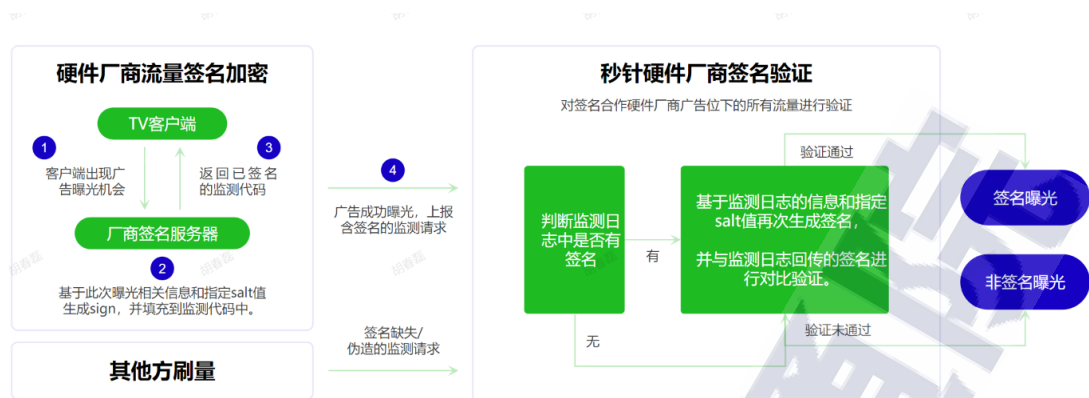 硬件厂商流量签名加密
TV客户端
1
客户端出现广
告曝光机会
3
返回已签名
的监测代码
厂商签名服务器
2
基于此次曝光相关信息和指定salt值
生成sign，并填充到监测代码中。
其他方刷量
4
广告成功曝光，上报
含签名的监测请求
签名缺失/
伪造的监测请求
秒针硬件厂商签名验证
对签名合作硬件厂商广告位下的所有流量进行验证
判断监测日
志中是否有
签名
有
无
基于监测日志的信息和指定
salt值再次生成签名，
并与监测日志回传的签名进
行对比验证。
验证通过
验证未通过
签名曝光
非签名曝光
胡春磊
胡春磊